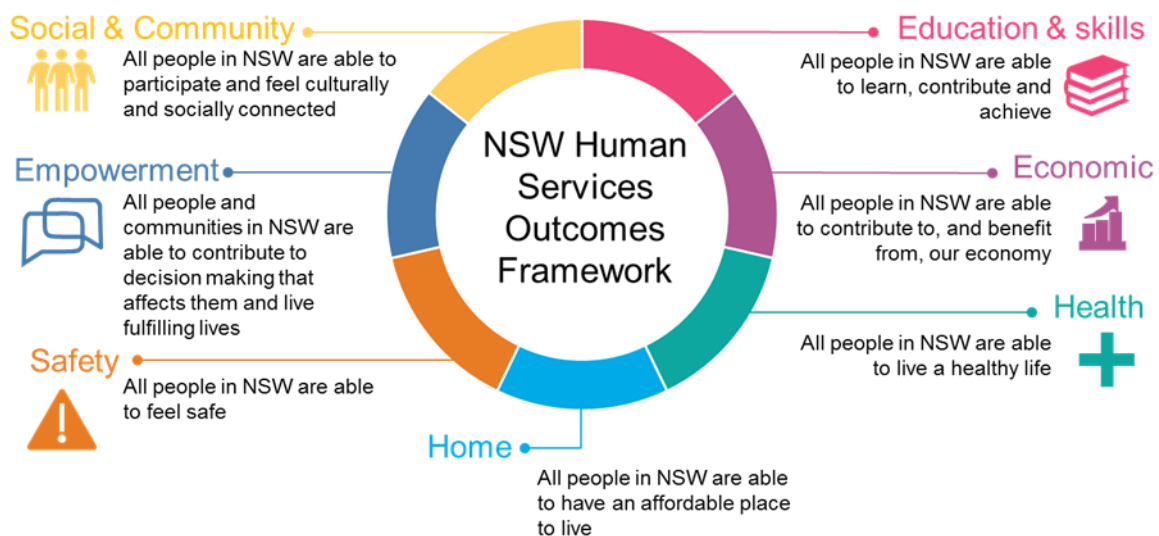 Social & Community
All people in NSW are able to
participate and feel culturally
and socially connected
Empowerment
All people and
communities in NSW are
able to contribute to
decision making that
affects them and live
fulfilling lives
Safety
All people in NSW are able
to feel safe
NSW Human
Services
Outcomes
Framework
Home
All people in NSW are able
to have an affordable place
to live
Education & skills
All people in NSW are able
to learn, contribute and
achieve
Economic
All people in NSW are able
to contribute to, and benefit
from, our economy
Health
All people in NSW are able
to live a healthy life